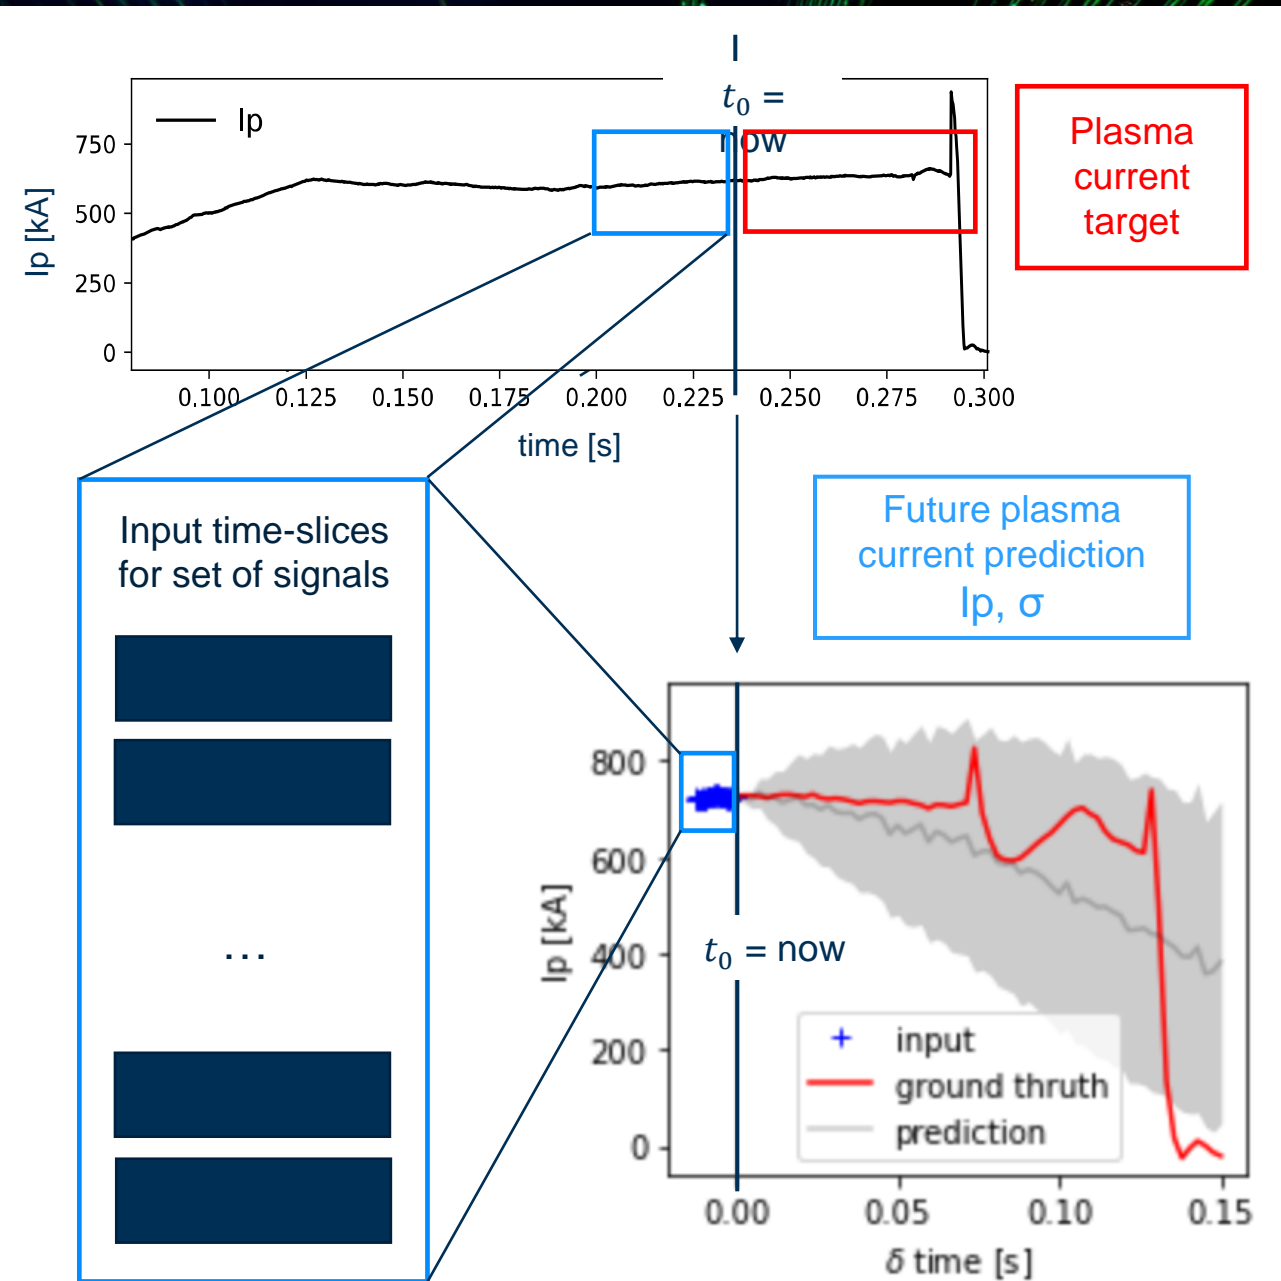 t₀ =
now
Ip
Ip [kA]
750
500
250
0
0.100 0.125 0.150 0.175 0.200 0.225 0.250 0.275 0.300
time [s]
Plasma
current
target
Input time-slices
for set of signals
...
Future plasma
current prediction
Ip, σ
Ip [kA]
800
600
400
200
0
t₀ = now
input
ground thruth
prediction
0.00 0.05 0.10 0.15
δ time [s]